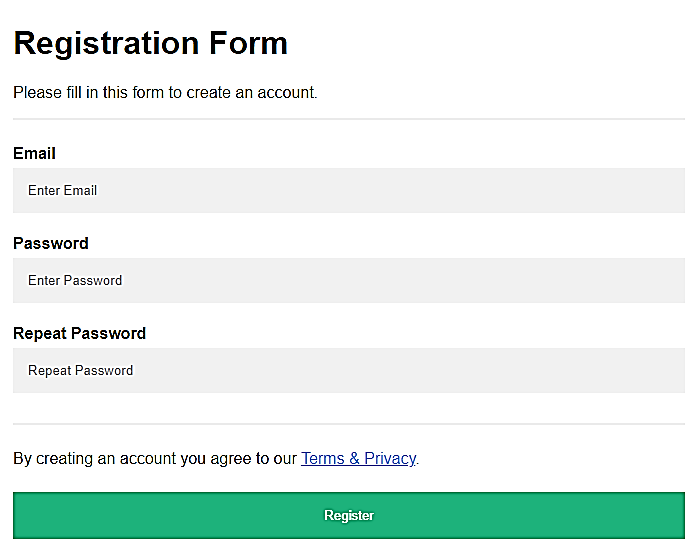 Registration Form
Please fill in this form to create an account.
Email
Enter Email
Password
Enter Password
Repeat Password
Repeat Password
By creating an account you agree to our Terms & Privacy.
Register